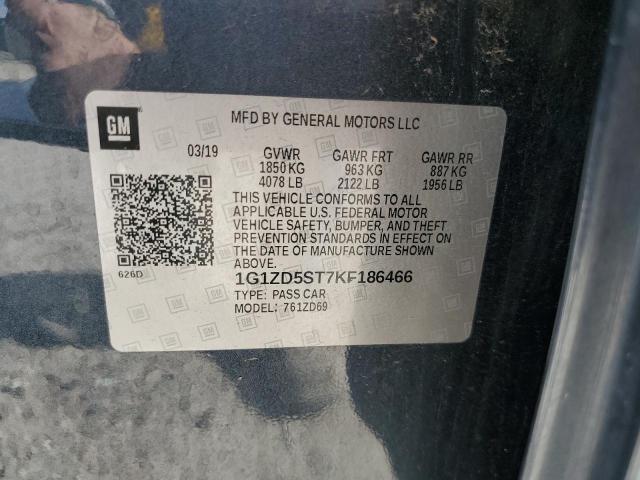 GM
MFD BY GENERAL MOTORS LLC
03/19 GVWR GAWR FRT GAWR RR
1850 KG 963 KG 887 KG
4078 LB 2122 LB 1956 LB
THIS VEHICLE CONFORMS TO ALL
APPLICABLE U.S. FEDERAL MOTOR
VEHICLE SAFETY, BUMPER, AND THEFT
PREVENTION STANDARDS IN EFFECT ON
THE DATE OF MANUFACTURE SHOWN
ABOVE.
626D
1G1ZD5ST7KF186466
TYPE: PASS CAR
MODEL: 761ZD69